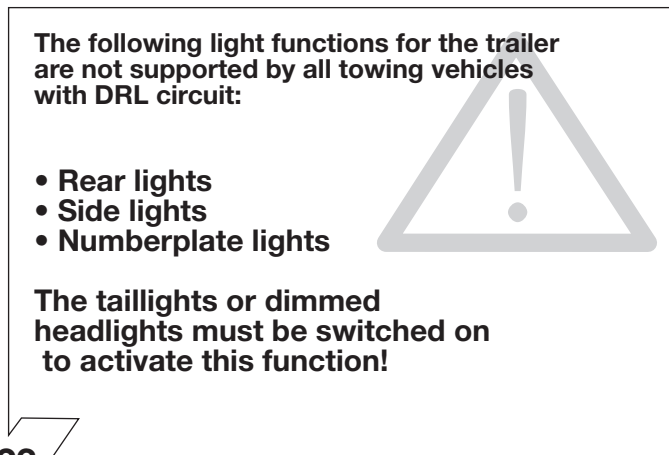 The following light functions for the trailer
are not supported by all towing vehicles
with DRL circuit:
• Rear lights
• Side lights
• Numberplate lights
The taillights or dimmed
headlights must be switched on
to activate this function!